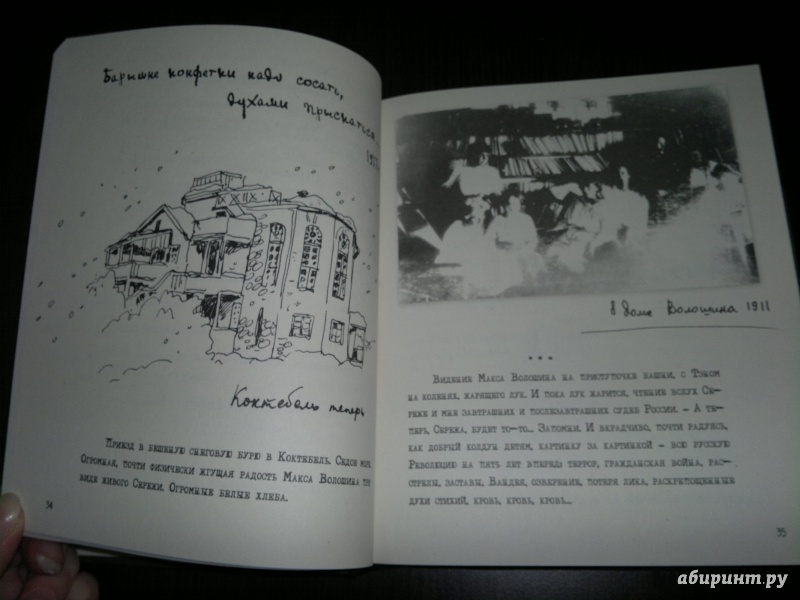 Барышне конфетки надо сосать,
духами прыскаться
Коктебель теперь
Приезд в бешеную снеговую бурю в Коктебель. Седое море.
Огромная, почти физически жгущая радость Макса Волошина при
виде живого Сережи. Огромные белые хлеба.
34
в доме Волошина 1911
* * *
Видение Макса Волошина на приступочке башни, с Тэном
на коленях, жарящего лук. И пока лук жарится, чтение вслух Се-
реже и мне завтрашних и послезавтрашних судеб России. – А те-
перь, Сережа, будет то-то... Запомни. И вкрадчиво, почти радуясь,
как добрый колдун детям, картинку за картинкой – всю русскую
Революцию на пять лет вперед: террор, гражданская война, рас-
стрелы, заставы, Вандея, озверение, потеря лика, раскрепощенные
духи стихий, кровь, кровь, кровь...
35
абиринт.ру